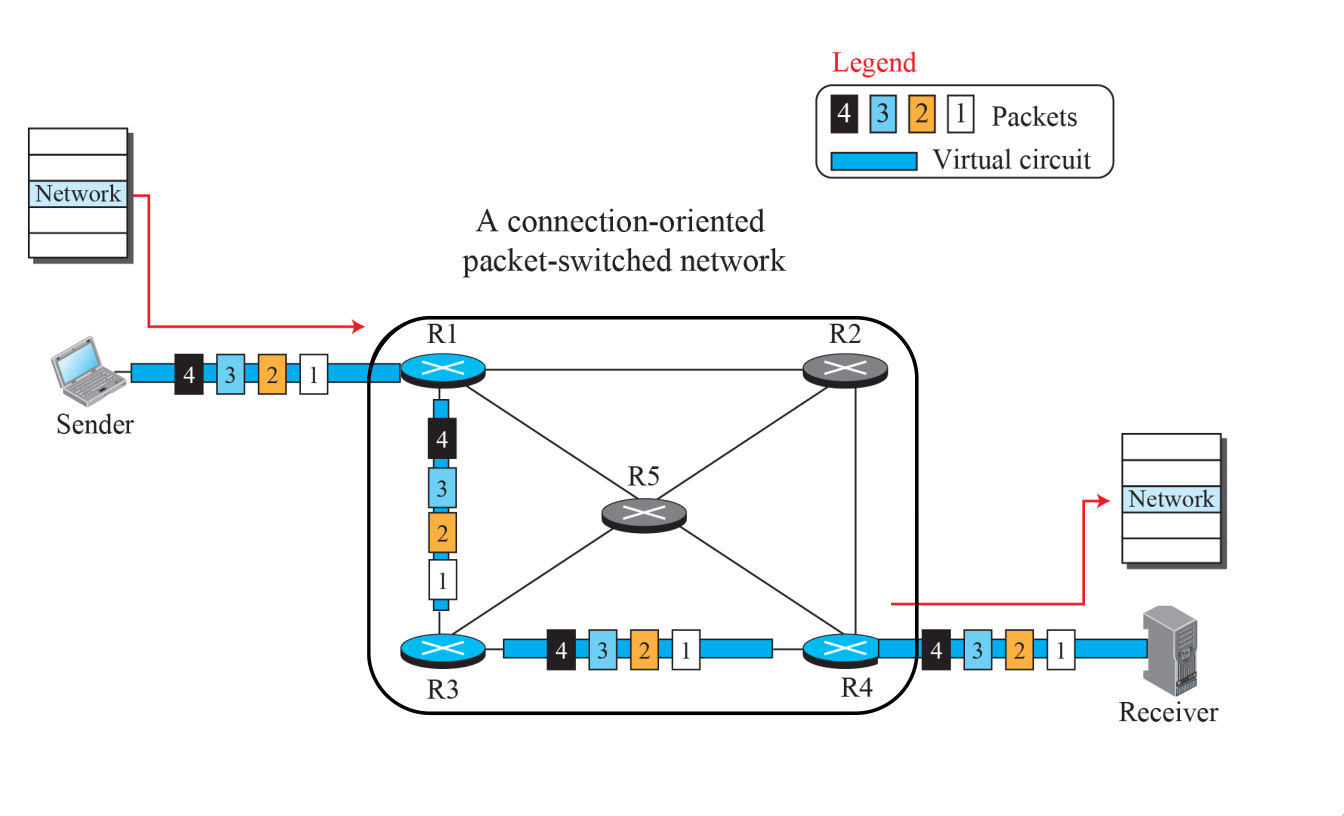 Legend
4 3 2 1 Packets
Virtual circuit
Network
A connection-oriented
packet-switched network
R1
R2
4 3 2 1
Sender
4
3
2
1
R5
Network
R3
4 3 2 1
R4
4 3 2 1
Receiver